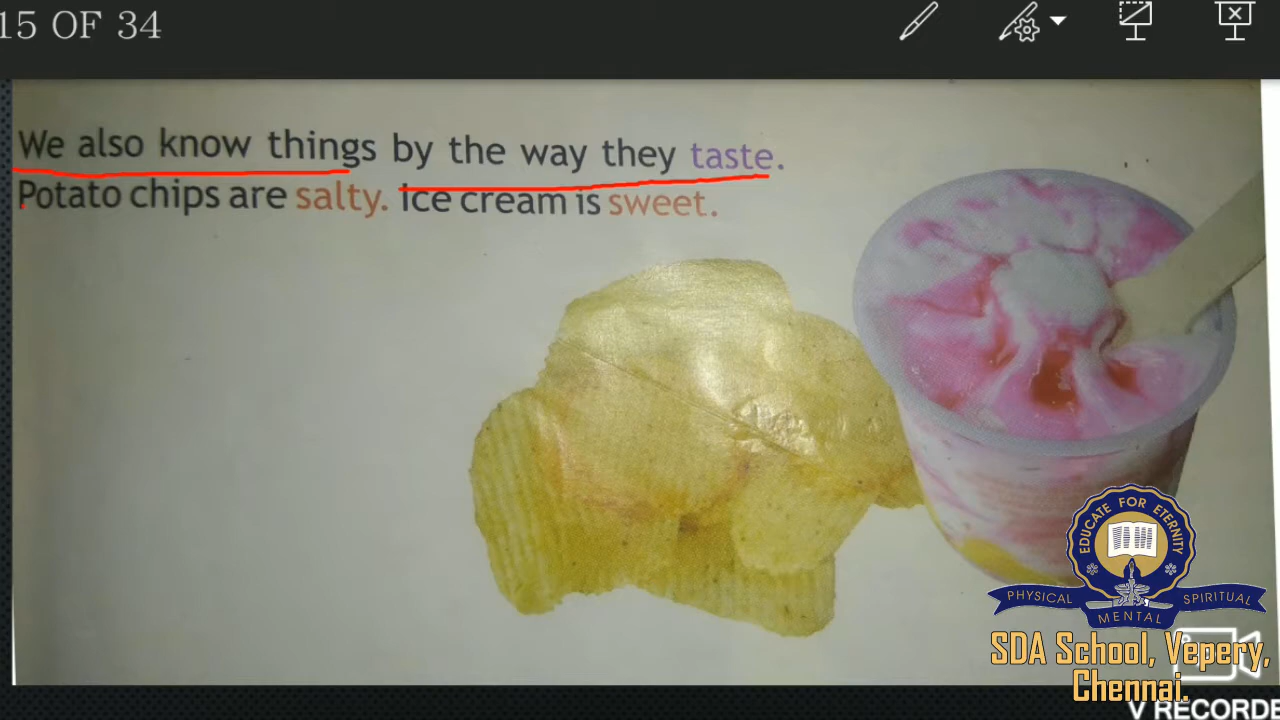 15 OF 34
We also know things by the way they taste.
Potato chips are salty. ice cream is sweet.
EDUCATE FOR ETERNITY
PHYSICAL
MENTAL
SPIRITUAL
SDA School, Vepery,
Chennai.
V RECORDE